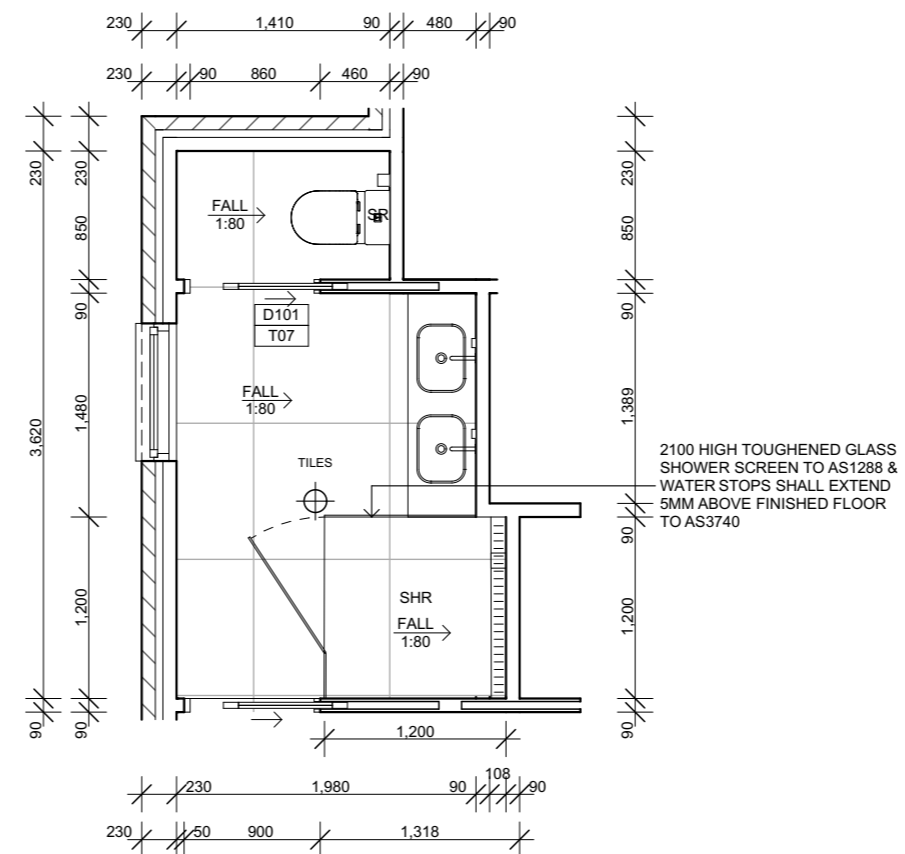 230 1,410 90 480 90
230 90 860 460 90
230 230 230
FALL
1:80
SR
850 850 850
90 90
D101
T07
3,620 1,480 1,389
FALL
1:80
TILES
2100 HIGH TOUGHENED GLASS
SHOWER SCREEN TO AS1288 &
WATER STOPS SHALL EXTEND
5MM ABOVE FINISHED FLOOR
TO AS3740
90
1,200 1,200
SHR
FALL
1:80
90 90 90
1,200
230 1,980 90 108 90
230 50 900 1,318